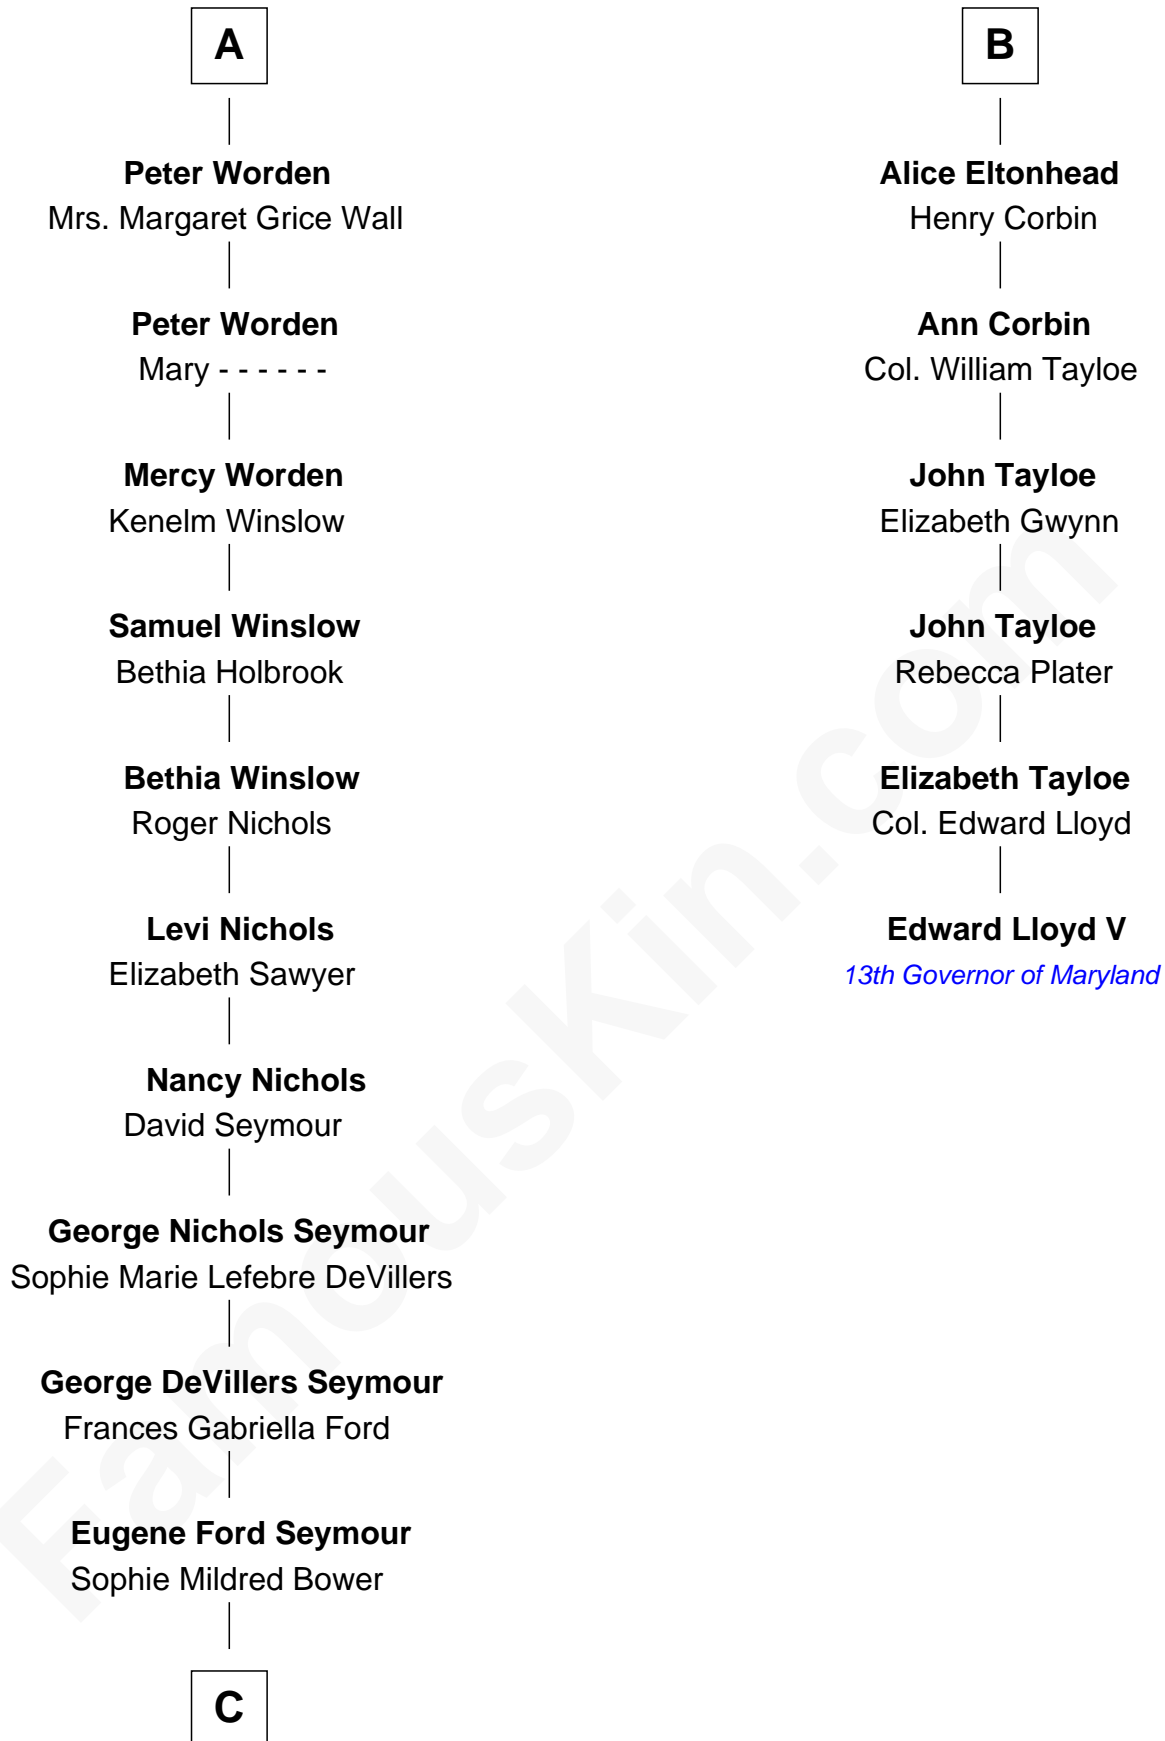 A
Peter Worden
Mrs. Margaret Grice Wall
Peter Worden
Mary - - - - - -
Mercy Worden
Kenelm Winslow
Samuel Winslow
Bethia Holbrook
Bethia Winslow
Roger Nichols
Levi Nichols
Elizabeth Sawyer
Nancy Nichols
David Seymour
George Nichols Seymour
Sophie Marie Lefebre DeVillers
George DeVillers Seymour
Frances Gabriella Ford
Eugene Ford Seymour
Sophie Mildred Bower
C
B
Alice Eltonhead
Henry Corbin
Ann Corbin
Col. William Tayloe
John Tayloe
Elizabeth Gwynn
John Tayloe
Rebecca Plater
Elizabeth Tayloe
Col. Edward Lloyd
Edward Lloyd V
13th Governor of Maryland
FamousKin.com